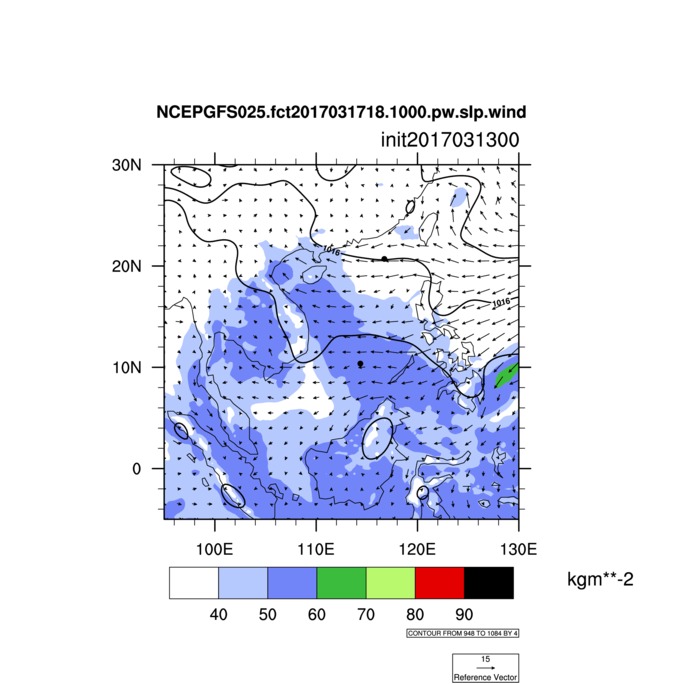 NCEPGFS025.fct2017031718.1000.pw.slp.wind
init2017031300
30N
1016
20N
1016
10N
0
100E 110E 120E 130E
kgm**-2
40 50 60 70 80 90
CONTOUR FROM 948 TO 1084 BY 4
15
Reference Vector